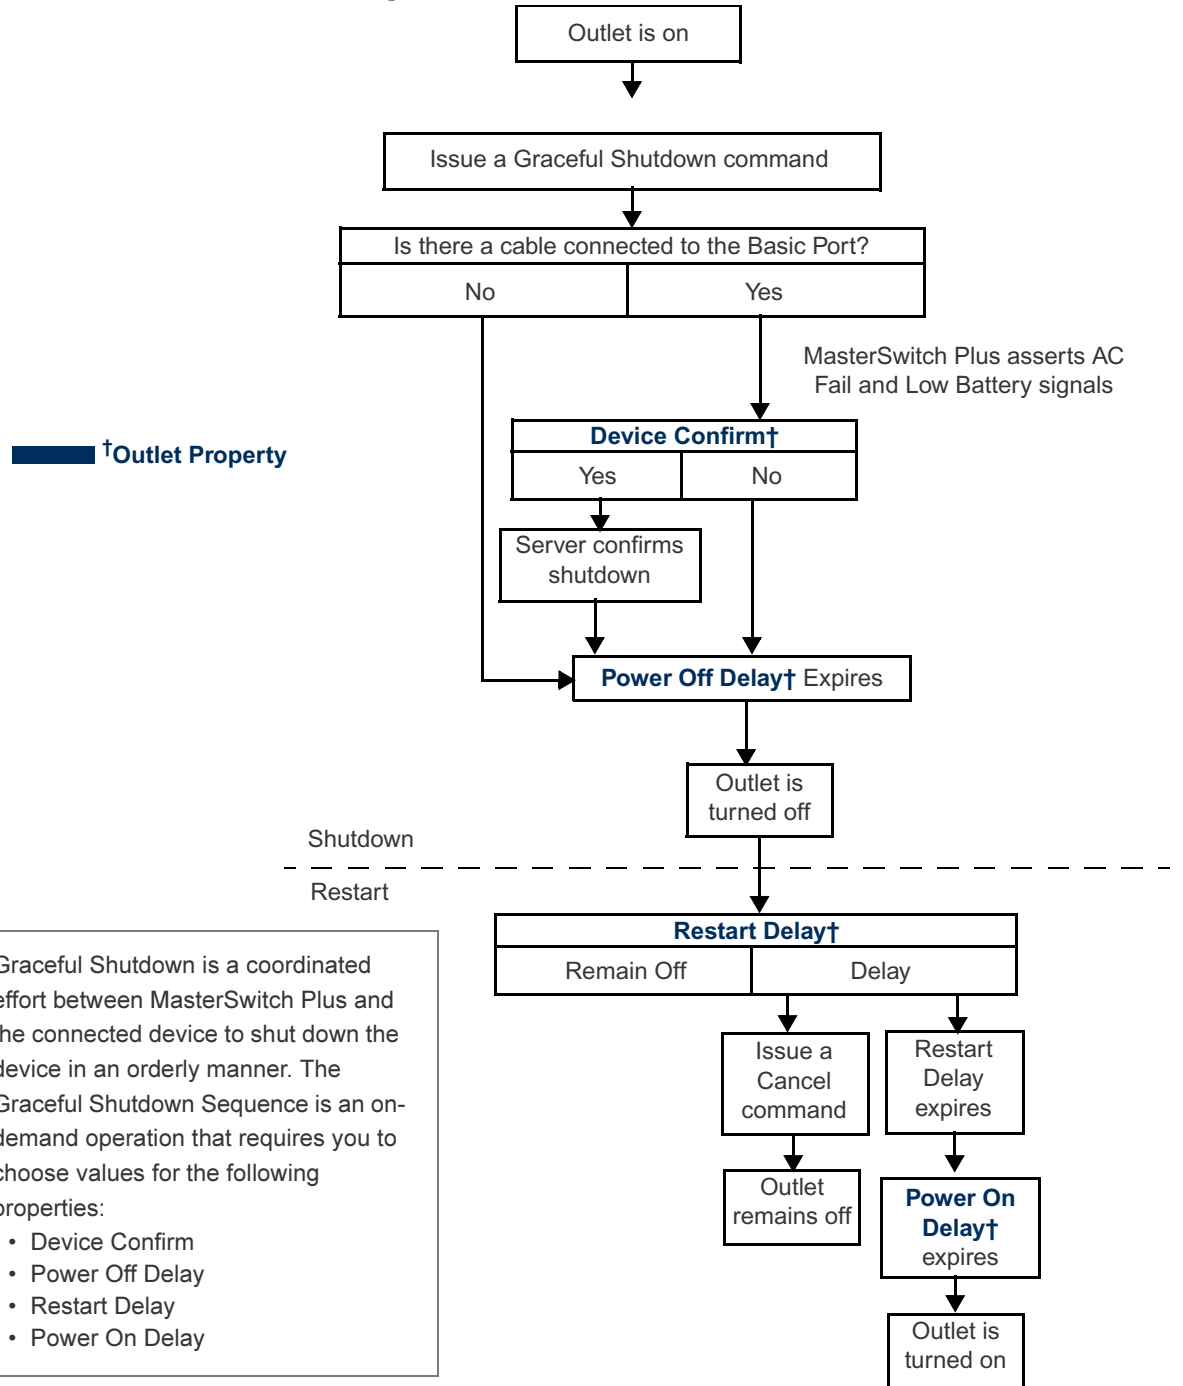 Outlet is on
Issue a Graceful Shutdown command
Is there a cable connected to the Basic Port?
No
Yes
MasterSwitch Plus asserts AC
Fail and Low Battery signals
†Outlet Property
Device Confirm†
Yes
No
Server confirms
shutdown
Power Off Delay† Expires
Outlet is
turned off
Shutdown
Restart
Restart Delay†
Remain Off
Delay
Issue a
Cancel
command
Restart
Delay
expires
Outlet
remains off
Power On
Delay†
expires
Outlet is
turned on
Graceful Shutdown is a coordinated
effort between MasterSwitch Plus and
the connected device to shut down the
device in an orderly manner. The
Graceful Shutdown Sequence is an on-
demand operation that requires you to
choose values for the following
properties:
• Device Confirm
• Power Off Delay
• Restart Delay
• Power On Delay